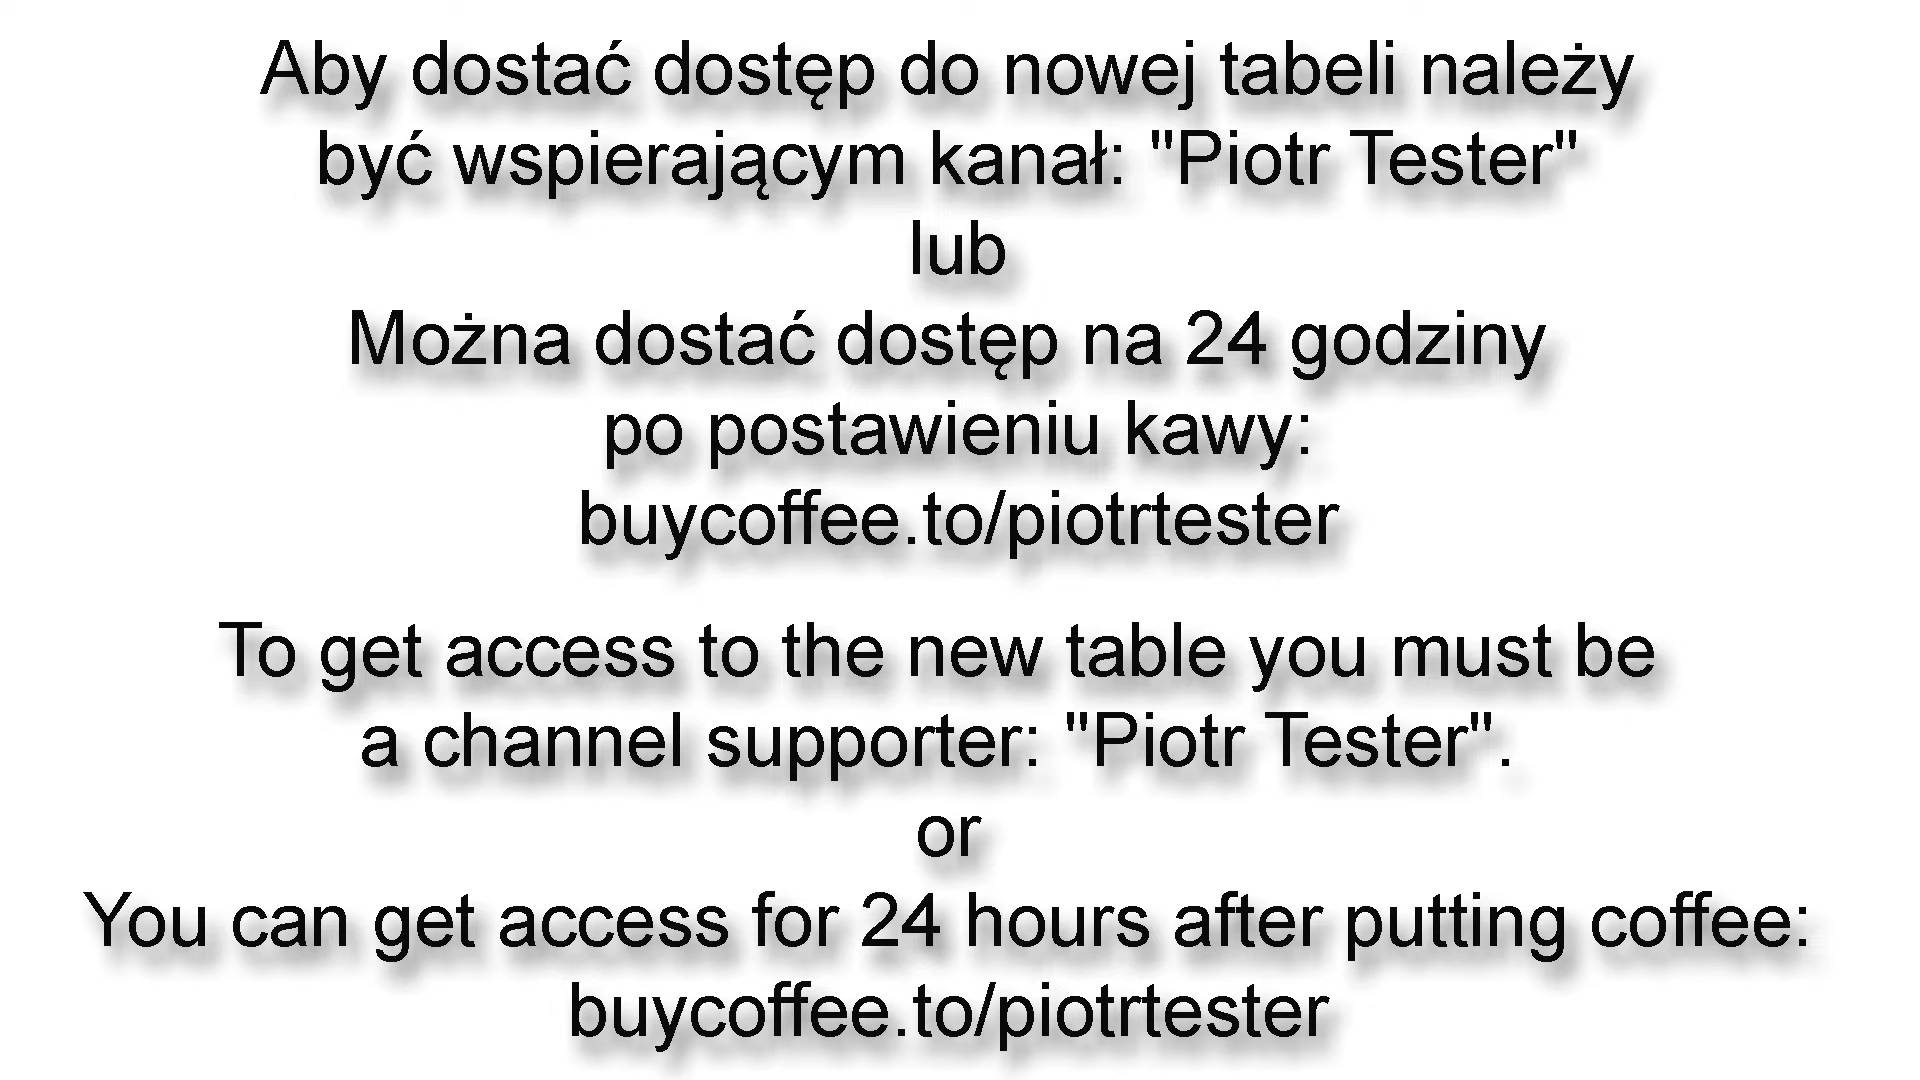 Aby dostać dostęp do nowej tabeli należy
być wspierającym kanał: "Piotr Tester"
lub
Można dostać dostęp na 24 godziny
po postawieniu kawy:
buycoffee.to/piotrtester
To get access to the new table you must be
a channel supporter: "Piotr Tester".
or
You can get access for 24 hours after putting coffee:
buycoffee.to/piotrtester